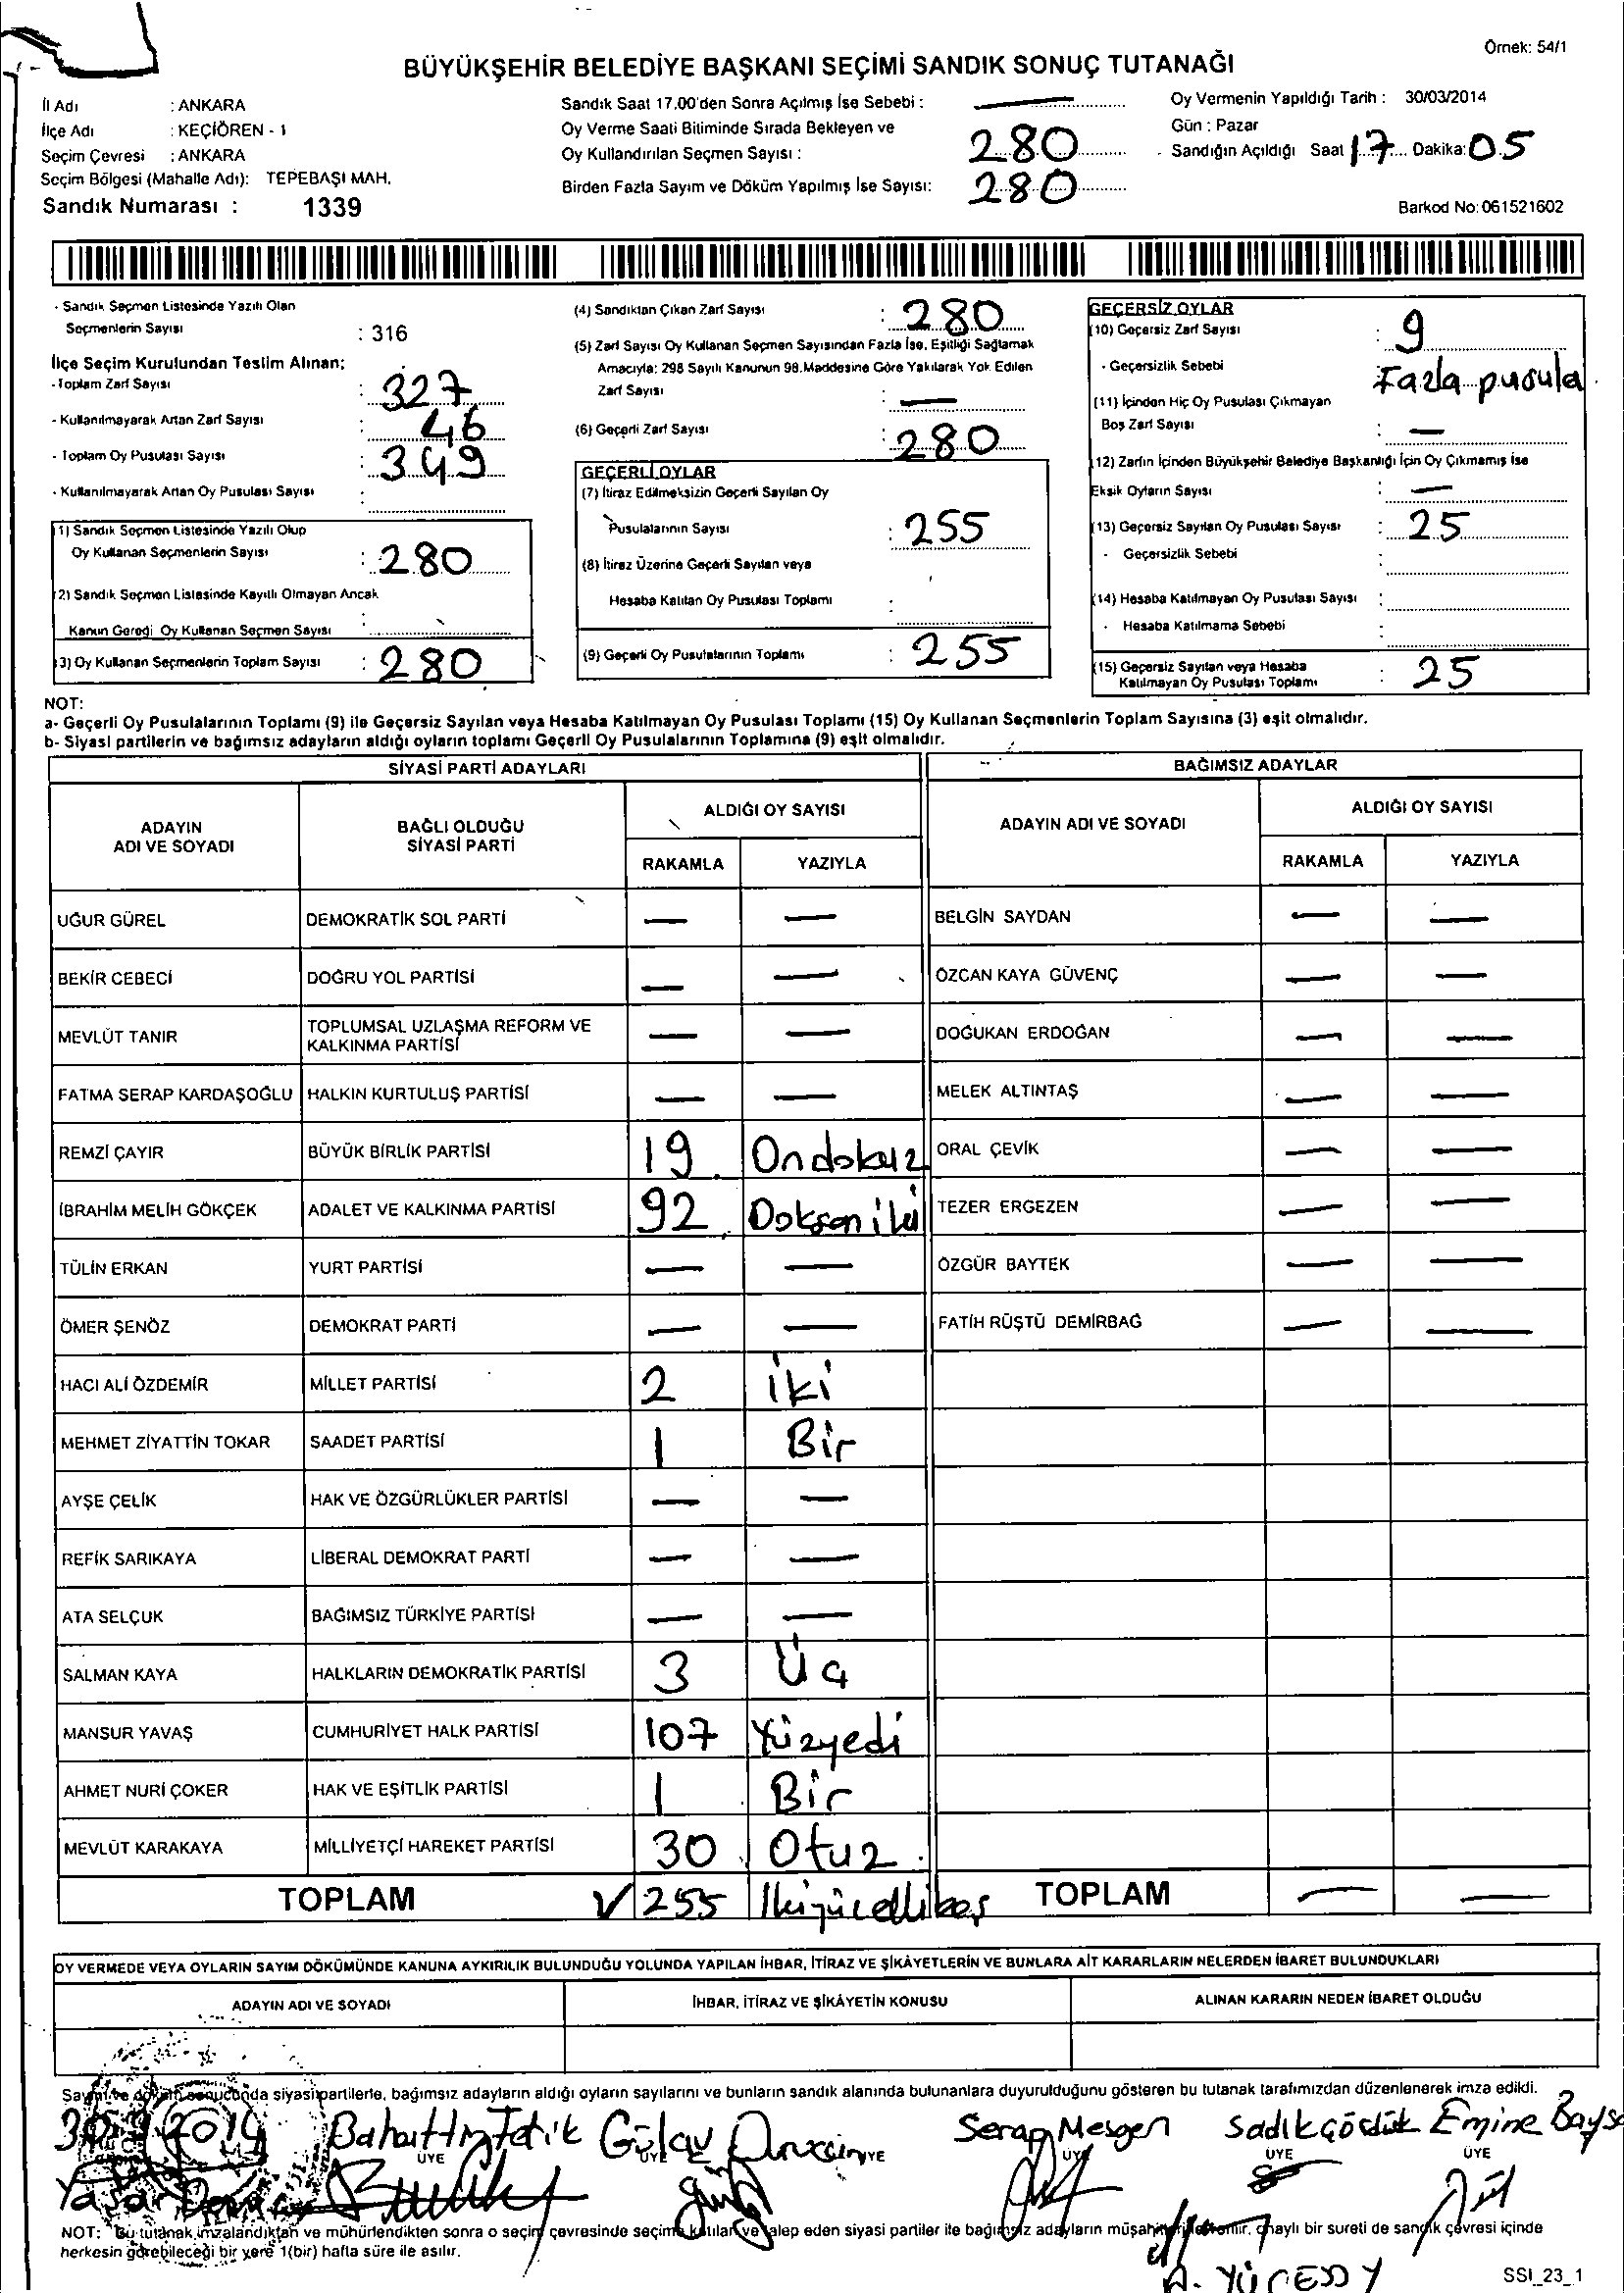 Örnek: 54/1
BÜYÜKŞEHİR BELEDİYE BAŞKANI SEÇİMİ SANDIK SONUÇ TUTANAĞI
İl Adı : ANKARA
İlçe Adı : KEÇİÖREN - 1
Seçim Çevresi : ANKARA
Seçim Bölgesi (Mahalle Adı): TEPEBAŞI MAH.
Sandık Numarası : 1339
Sandık Saat 17.00'den Sonra Açılmış İse Sebebi : —
Oy Verme Saati Bitiminde Sırada Bekleyen ve
Oy Kullandırılan Seçmen Sayısı : 280
Birden Fazla Sayım ve Döküm Yapılmış İse Sayısı: 280
Oy Vermenin Yapıldığı Tarih : 30/03/2014
Gün : Pazar
Sandığın Açıldığı Saat 17 Dakika: 05
Barkod No: 061521602
- Sandık Seçmen Listesinde Yazılı Olan
Seçmenlerin Sayısı : 316
İlçe Seçim Kurulundan Teslim Alınan:
- Toplam Zarf Sayısı : 327
- Kullanılmayarak Artan Zarf Sayısı : 46
- Toplam Oy Pusulası Sayısı : 349
- Kullanılmayarak Artan Oy Pusulası Sayısı :
(1) Sandık Seçmen Listesinde Yazılı Olup
Oy Kullanan Seçmenlerin Sayısı : 280
(2) Sandık Seçmen Listesinde Kayıtlı Olmayan Ancak
Kanun Gereği Oy Kullanan Seçmen Sayısı :
(3) Oy Kullanan Seçmenlerin Toplam Sayısı : 280
(4) Sandıktan Çıkan Zarf Sayısı : 280
(5) Zarf Sayısı Oy Kullanan Seçmen Sayısından Fazla İse, Eşitliği Sağlamak
Amacıyla; 298 Sayılı Kanunun 98.Maddesine Göre Yakılarak Yok Edilen
Zarf Sayısı : —
(6) Geçerli Zarf Sayısı : 280
GEÇERLİ OYLAR
(7) İtiraz Edilmeksizin Geçerli Sayılan Oy
Pusulalarının Sayısı : 255
(8) İtiraz Üzerine Geçerli Sayılan veya
Hesaba Katılan Oy Pusulası Toplamı :
(9) Geçerli Oy Pusulalarının Toplamı : 255
GEÇERSİZ OYLAR
(10) Geçersiz Zarf Sayısı : 9
- Geçersizlik Sebebi : Fazla pusula
(11) İçinden Hiç Oy Pusulası Çıkmayan
Boş Zarf Sayısı : —
(12) Zarfın İçinden Büyükşehir Belediye Başkanlığı İçin Oy Çıkmamış İse
Eksik Oyların Sayısı : —
(13) Geçersiz Sayılan Oy Pusulası Sayısı : 25
- Geçersizlik Sebebi :
(14) Hesaba Katılmayan Oy Pusulası Sayısı :
- Hesaba Katılmama Sebebi :
(15) Geçersiz Sayılan veya Hesaba
Katılmayan Oy Pusulası Toplamı : 25
NOT:
a- Geçerli Oy Pusulalarının Toplamı (9) ile Geçersiz Sayılan veya Hesaba Katılmayan Oy Pusulası Toplamı (15) Oy Kullanan Seçmenlerin Toplam Sayısına (3) eşit olmalıdır.
b- Siyasi partilerin ve bağımsız adayların aldığı oyların toplamı Geçerli Oy Pusulalarının Toplamına (9) eşit olmalıdır.
SİYASİ PARTİ ADAYLARI
ADAYIN ADI VE SOYADI
BAĞLI OLDUĞU SİYASİ PARTİ
ALDIĞI OY SAYISI
RAKAMLA YAZIYLA
UĞUR GÜREL DEMOKRATİK SOL PARTİ — —
BEKİR CEBECİ DOĞRU YOL PARTİSİ — —
MEVLÜT TANIR TOPLUMSAL UZLAŞMA REFORM VE KALKINMA PARTİSİ — —
FATMA SERAP KARDAŞOĞLU HALKIN KURTULUŞ PARTİSİ — —
REMZİ ÇAYIR BÜYÜK BİRLİK PARTİSİ 19 Ondokuz
İBRAHİM MELİH GÖKÇEK ADALET VE KALKINMA PARTİSİ 92 Doksan iki
TÜLİN ERKAN YURT PARTİSİ — —
ÖMER ŞENÖZ DEMOKRAT PARTİ — —
HACI ALİ ÖZDEMİR MİLLET PARTİSİ 2 iki
MEHMET ZİYATTİN TOKAR SAADET PARTİSİ 1 Bir
AYŞE ÇELİK HAK VE ÖZGÜRLÜKLER PARTİSİ — —
REFİK SARIKAYA LİBERAL DEMOKRAT PARTİ — —
ATA SELÇUK BAĞIMSIZ TÜRKİYE PARTİSİ — —
SALMAN KAYA HALKLARIN DEMOKRATİK PARTİSİ 3 Üç
MANSUR YAVAŞ CUMHURİYET HALK PARTİSİ 107 Yüzyedi
AHMET NURİ ÇOKER HAK VE EŞİTLİK PARTİSİ 1 Bir
MEVLÜT KARAKAYA MİLLİYETÇİ HAREKET PARTİSİ 30 Otuz
TOPLAM 255 İkiyüzellibeş
BAĞIMSIZ ADAYLAR
ADAYIN ADI VE SOYADI
ALDIĞI OY SAYISI
RAKAMLA YAZIYLA
BELGİN SAYDAN — —
ÖZCAN KAYA GÜVENÇ — —
DOĞUKAN ERDOĞAN — —
MELEK ALTINTAŞ — —
ORAL ÇEVİK — —
TEZER ERGEZEN — —
ÖZGÜR BAYTEK — —
FATİH RÜŞTÜ DEMİRBAĞ — —
TOPLAM — —
OY VERMEDE VEYA OYLARIN SAYIM DÖKÜMÜNDE KANUNA AYKIRILIK BULUNDUĞU YOLUNDA YAPILAN İHBAR, İTİRAZ VE ŞİKÂYETLERİN VE BUNLARA AİT KARARLARIN NELERDEN İBARET BULUNDUKLARI
ADAYIN ADI VE SOYADI İHBAR, İTİRAZ VE ŞİKÂYETİN KONUSU ALINAN KARARIN NEDEN İBARET OLDUĞU
Sayım ve döküm sonucunda siyasi partilerle, bağımsız adayların aldığı oyların sayılarını ve bunların sandık alanında bulunanlara duyurulduğunu gösteren bu tutanak tarafımızdan düzenlenerek imza edildi.
2014 Bahattin Gülay Serap Sadık Emine
ÜYE ÜYE ÜYE ÜYE ÜYE ÜYE
Yaşar
NOT: Bu tutanak imzalandıktan ve mühürlendikten sonra o seçim çevresinde seçime katılan ve talep eden siyasi partiler ile bağımsız adayların onaylı bir sureti de sandık çevresi içinde
herkesin görebileceği bir yere 1(bir) hafta süre ile asılır.
SSI_23_1